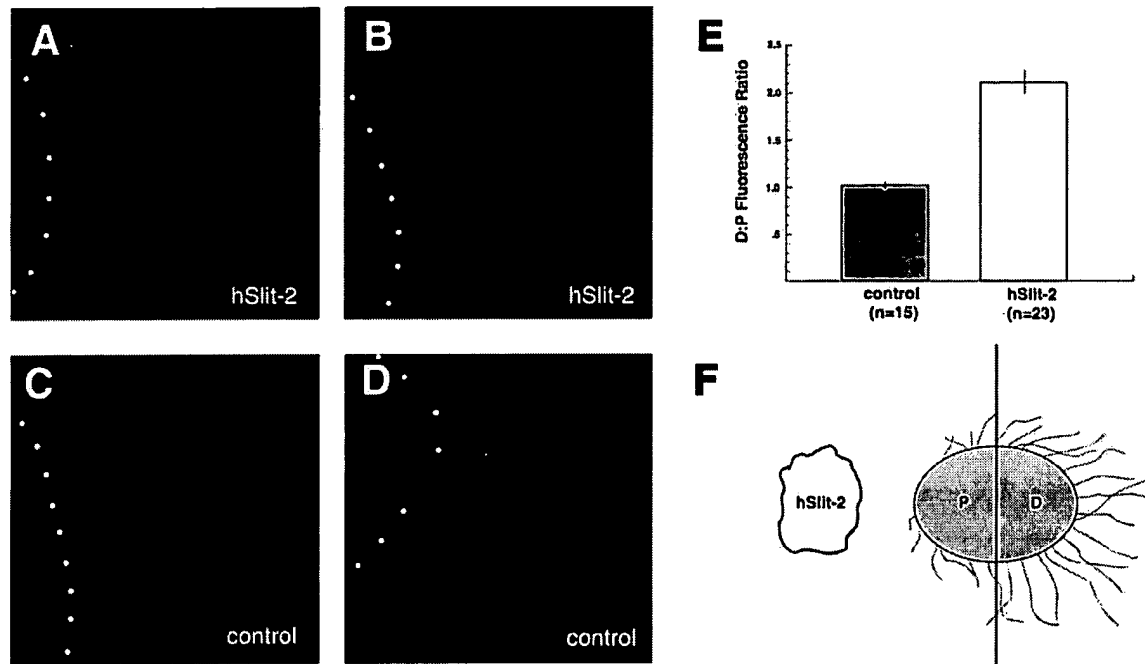 A
hSlit-2
B
hSlit-2
C
control
D
control
E
D:P Fluorescence Ratio
2.5
2.0
1.5
1.0
.5
control
(n=15)
hSlit-2
(n=23)
F
hSlit-2
P
D